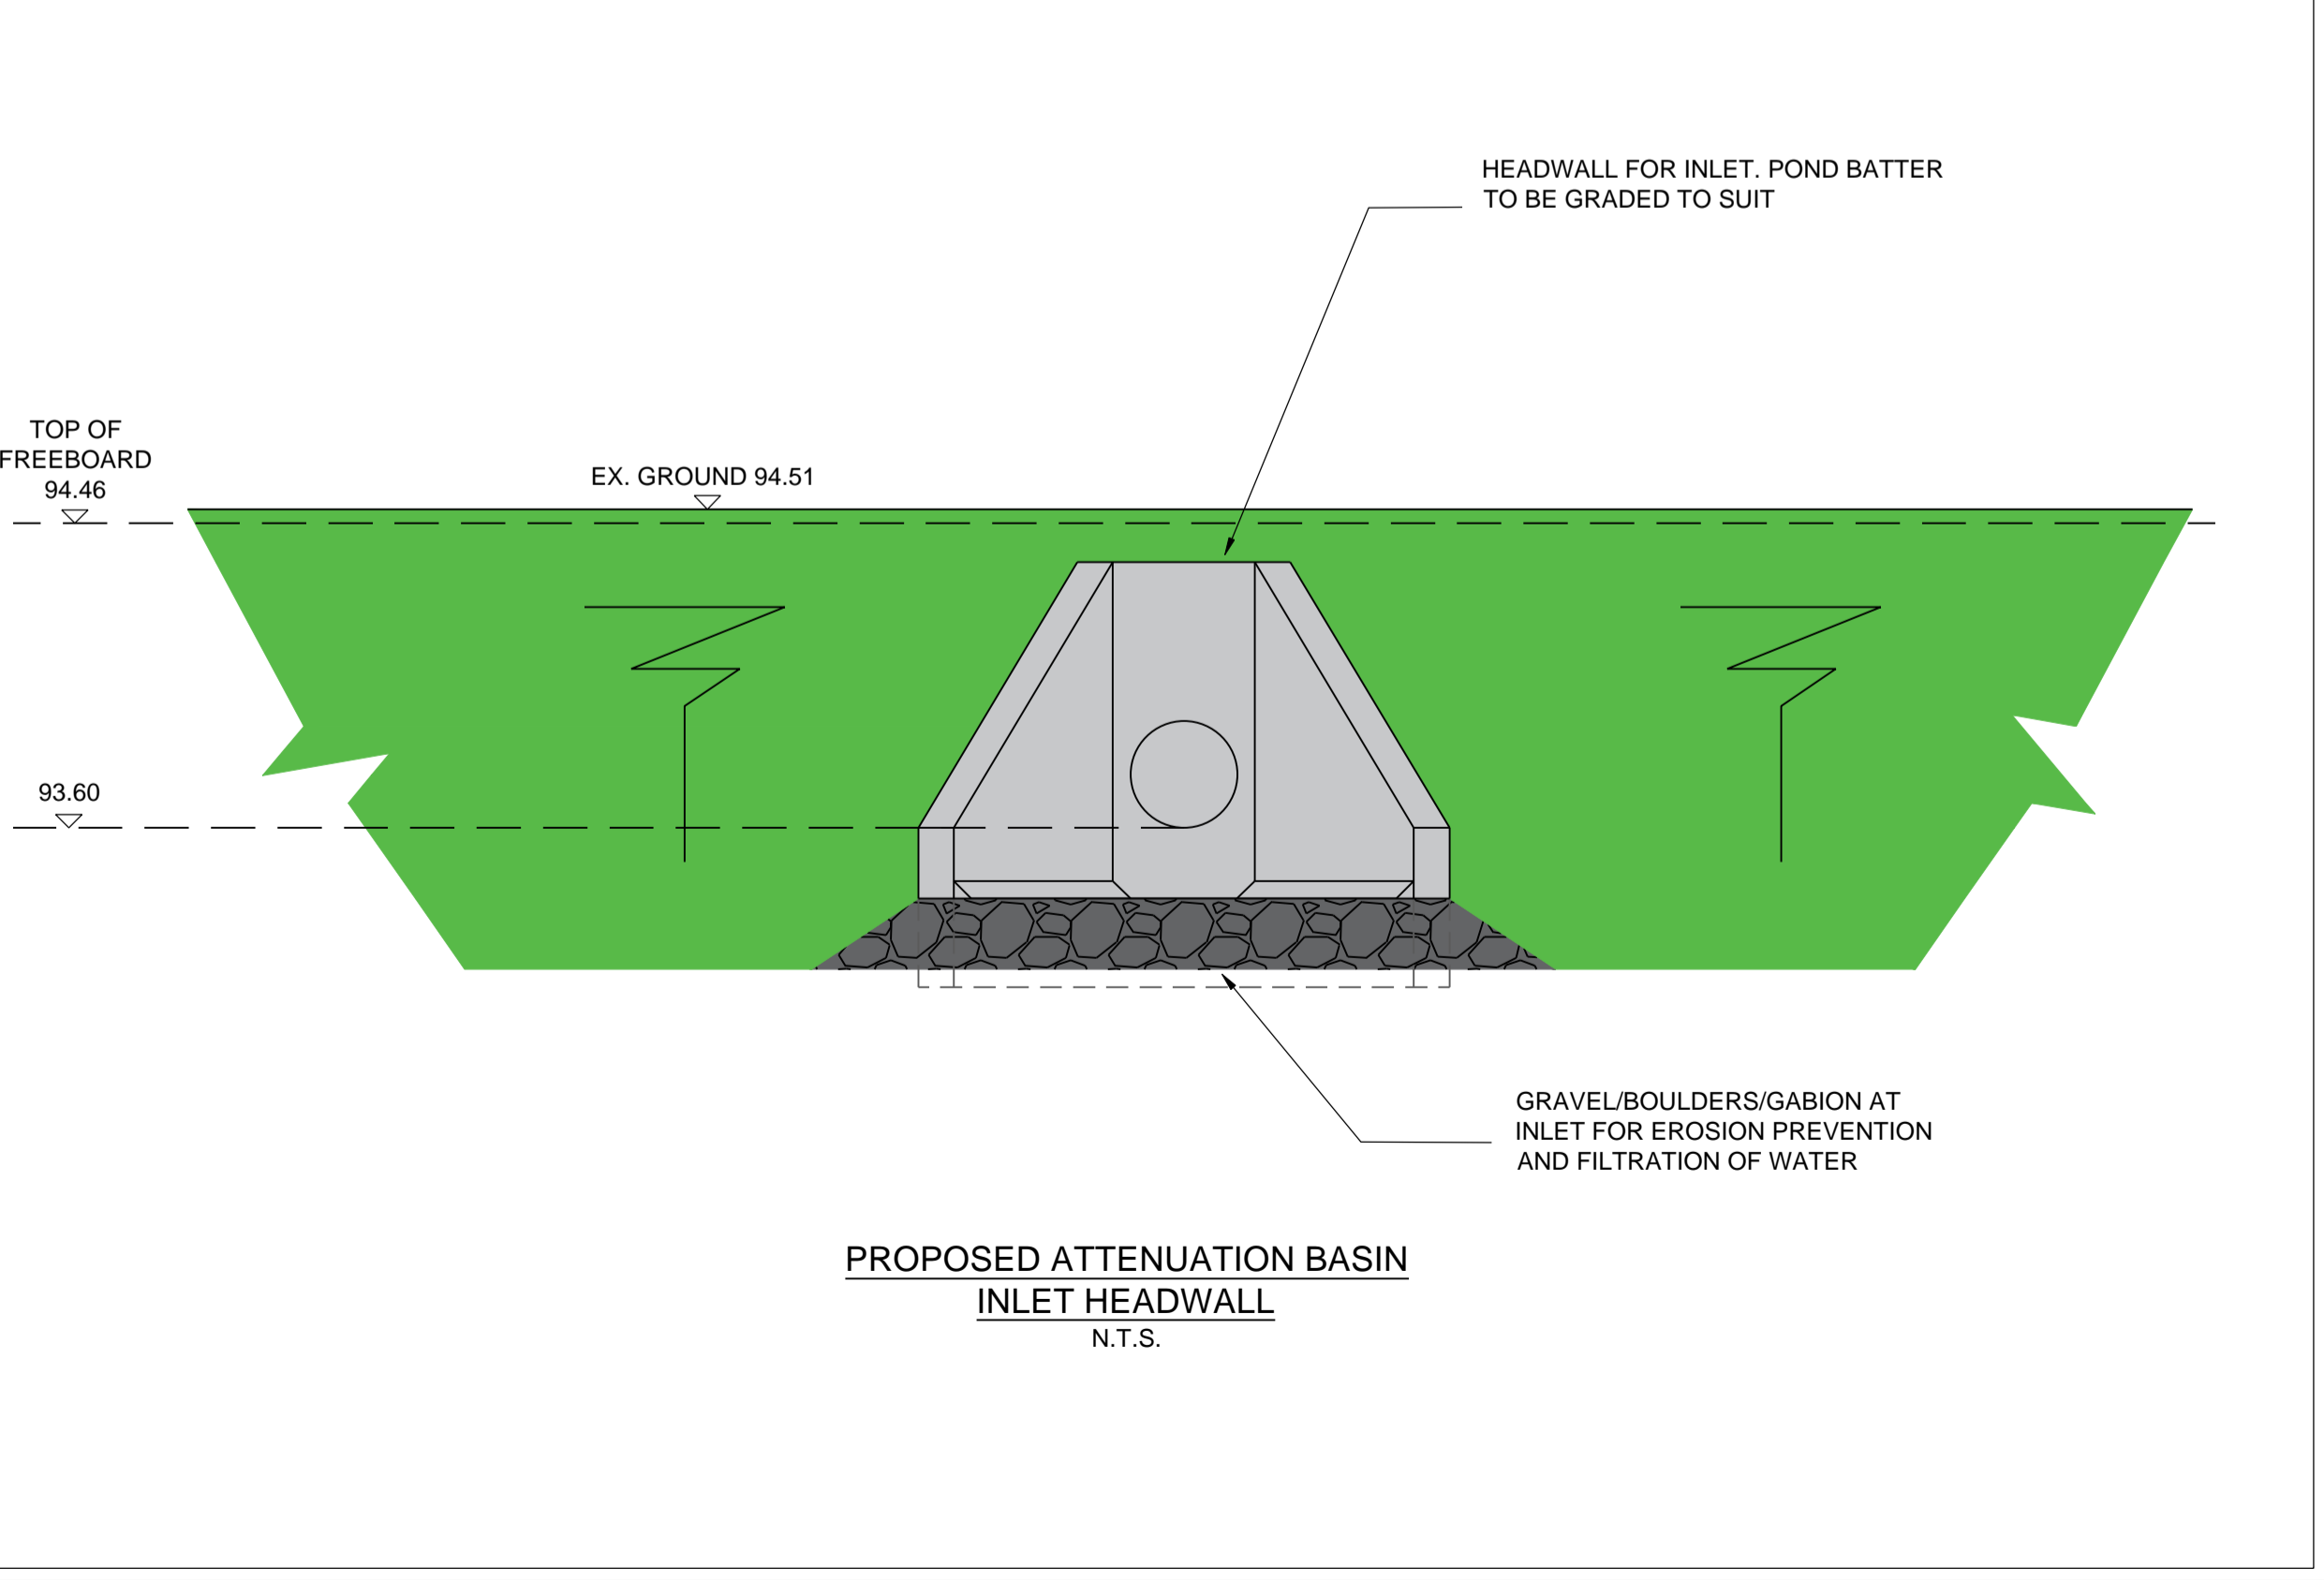 HEADWALL FOR INLET. POND BATTER
TO BE GRADED TO SUIT
TOP OF
FREEBOARD
94.46
EX. GROUND 94.51
93.60
GRAVEL/BOULDERS/GABION AT
INLET FOR EROSION PREVENTION
AND FILTRATION OF WATER
PROPOSED ATTENUATION BASIN
INLET HEADWALL
N.T.S.